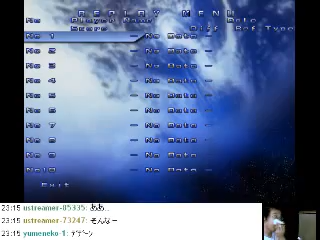 REPLAY MENU
No Player Name Date
Score Diff Ref.Type
No 1 - No Data -
No 2 - No Data -
No 3 - No Data -
No 4 - No Data -
No 5 - No Data -
No 6 - No Data -
No 7 - No Data -
No 8 - No Data -
No 9 - No Data -
No10 - No Data -
Exit
23:15 ustreamer-05335: ああ…
23:15 ustreamer-73247: そんなー
23:15 yumeneko-1: ﾃﾞﾃﾞｰﾝ